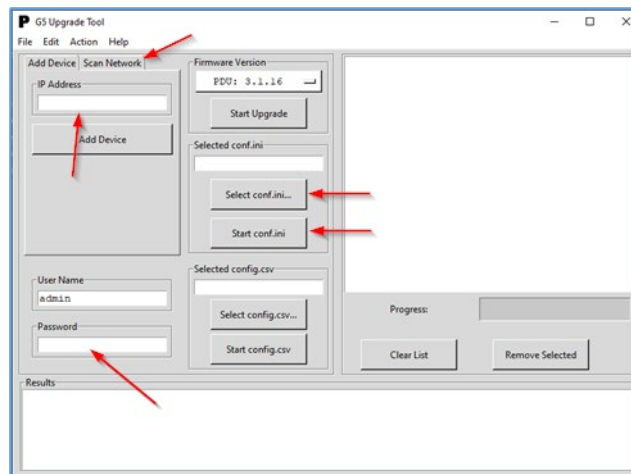 P G5 Upgrade Tool
File Edit Action Help
Add Device Scan Network
IP Address
Add Device
User Name
admin
Password
Firmware Version
PDU: 3.1.16
Start Upgrade
Selected conf.ini
Select conf.ini...
Start conf.ini
Selected config.csv
Select config.csv...
Start config.csv
Progress:
Clear List Remove Selected
Results